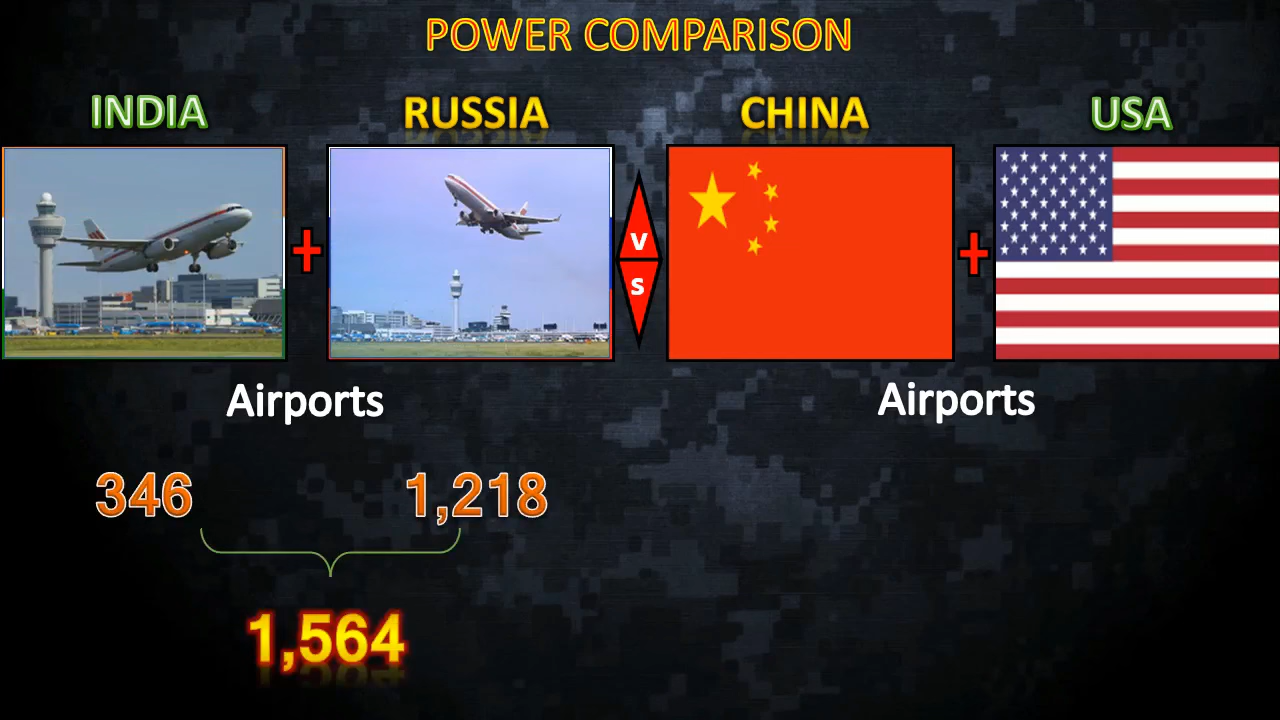 POWER COMPARISON
INDIA RUSSIA CHINA USA
+ V +
S
Airports Airports
346 1,218
1,564